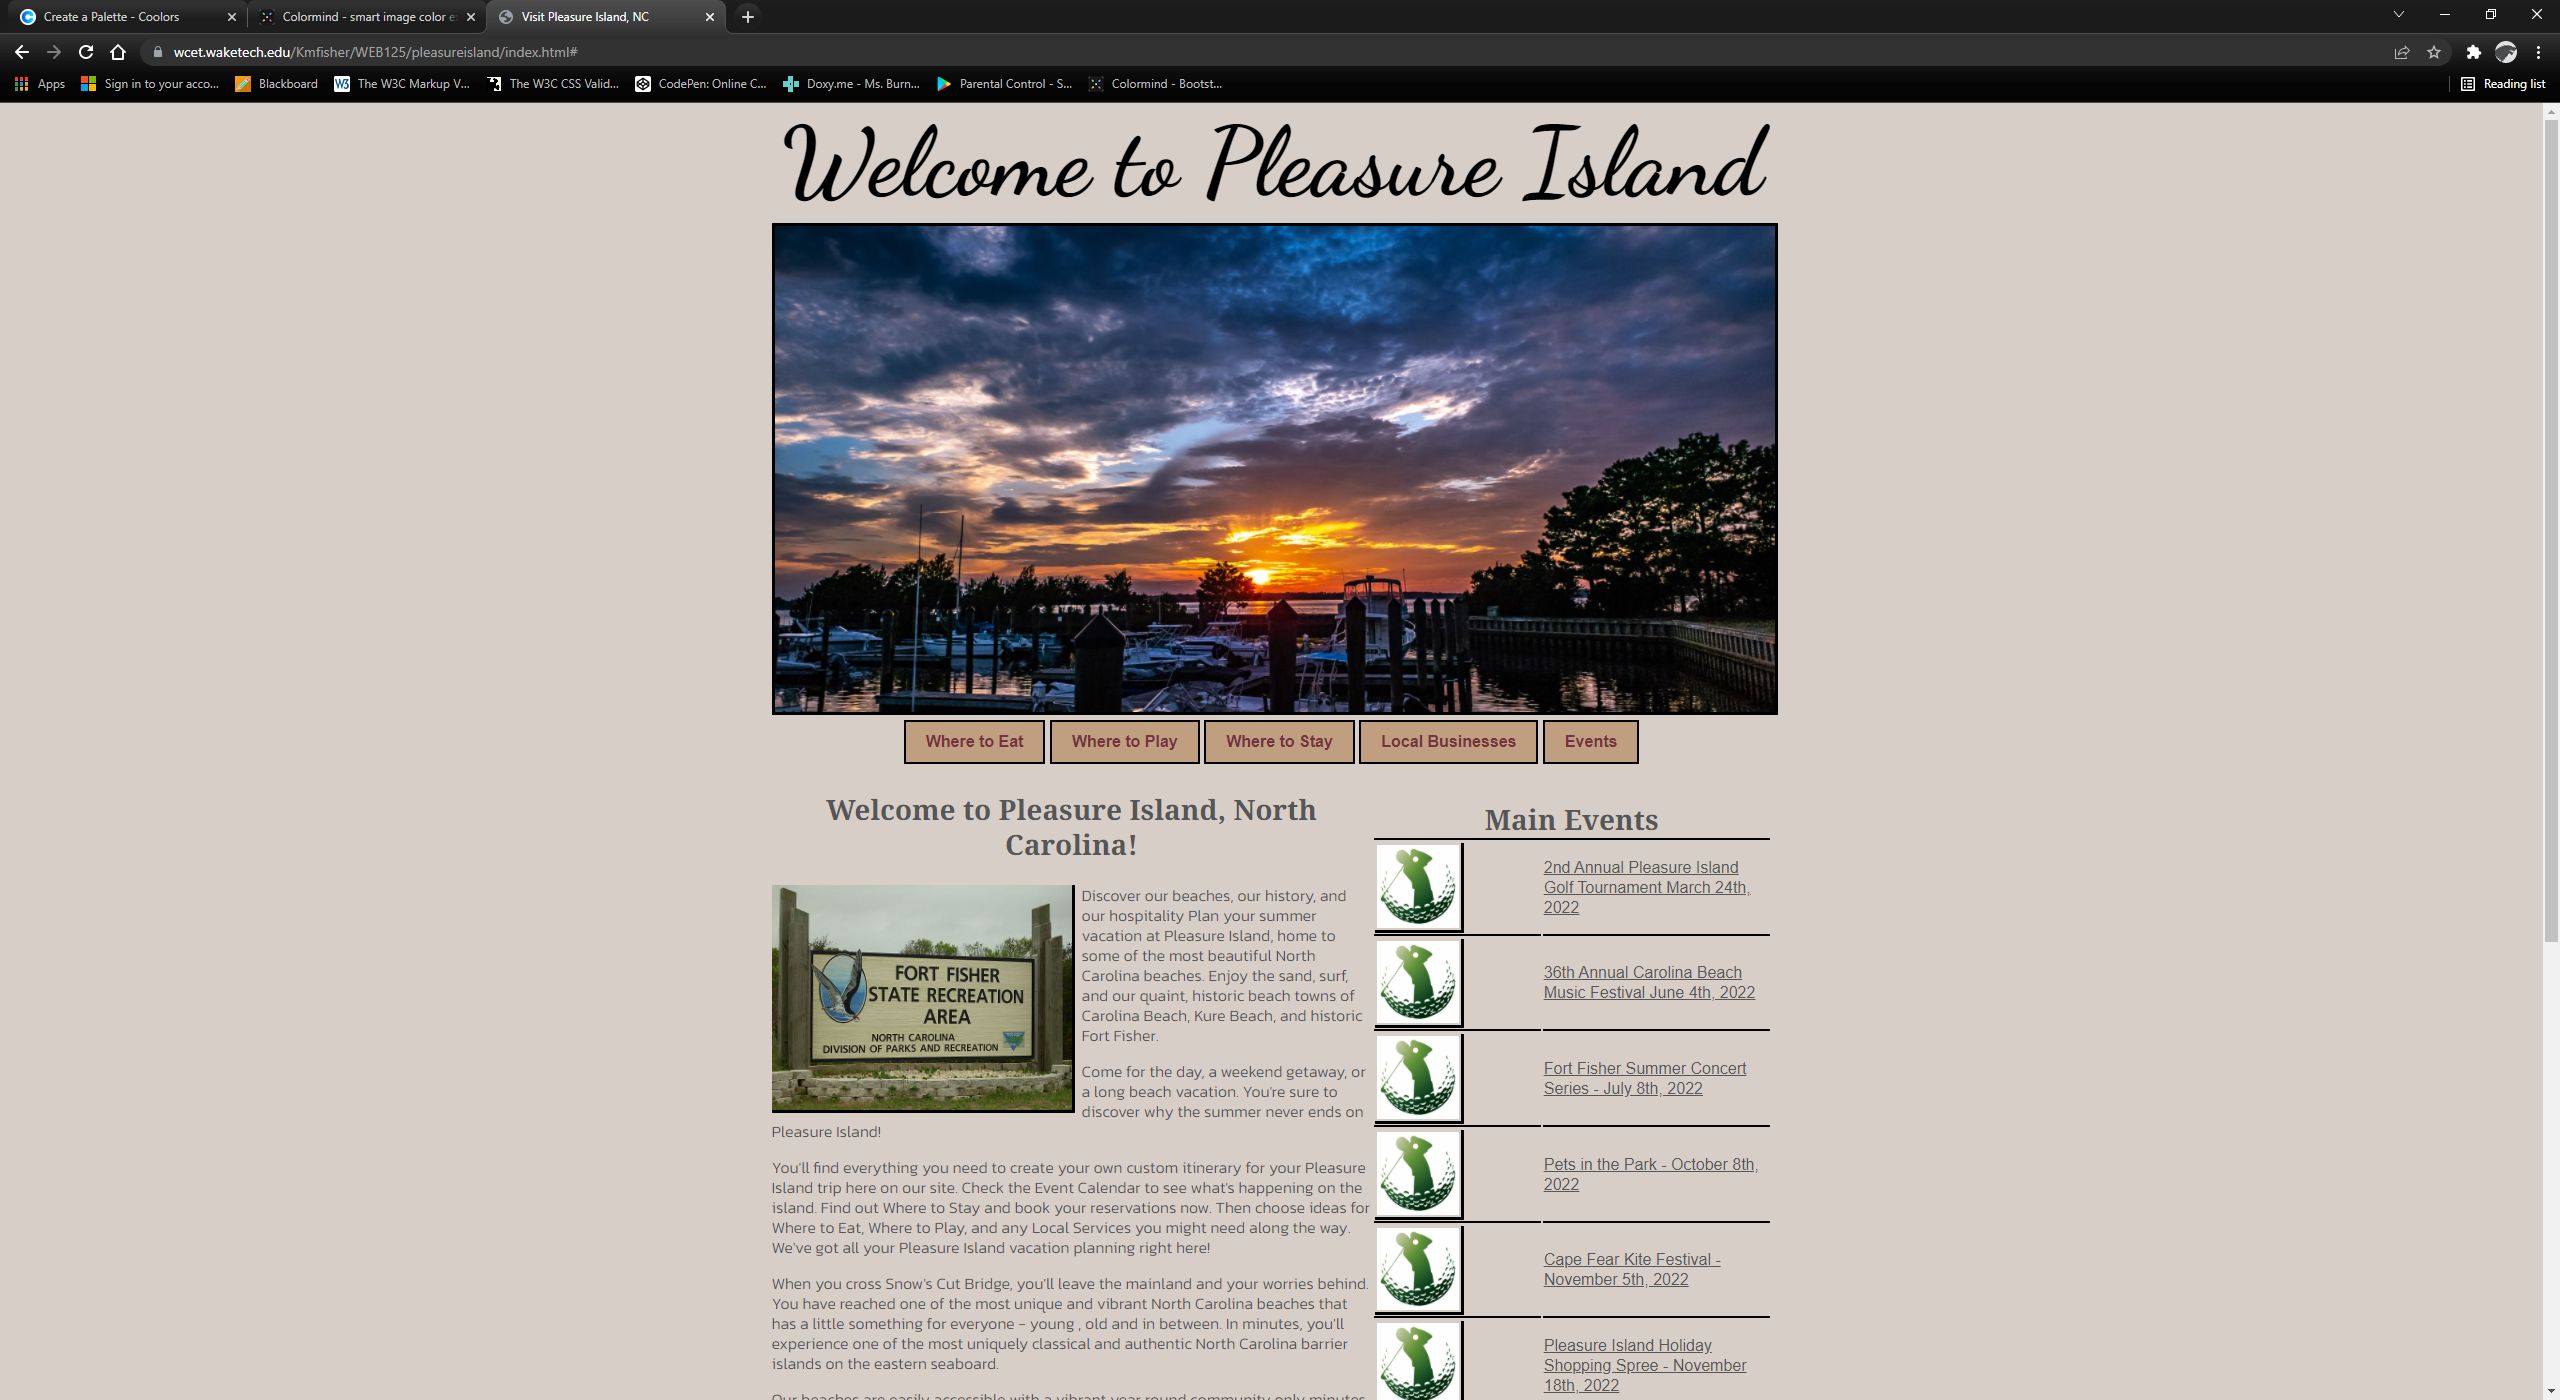 Create a Palette - Coolors
Colormind - smart image color e
Visit Pleasure Island, NC
wcet.waketech.edu/Kmfisher/WEB125/pleasureisland/index.html#
Apps
Sign in to your acco...
Blackboard
W3
The W3C Markup V...
The W3C CSS Valid...
CodePen: Online C...
Doxy.me - Ms. Burn...
Parental Control - S...
Colormind - Bootst...
Reading list
Welcome to Pleasure Island
Where to Eat
Where to Play
Where to Stay
Local Businesses
Events
Welcome to Pleasure Island, North
Carolina!
FORT FISHER
STATE RECREATION
AREA
NORTH CAROLINA
DIVISION OF PARKS AND RECREATION
Discover our beaches, our history, and
our hospitality Plan your summer
vacation at Pleasure Island, home to
some of the most beautiful North
Carolina beaches. Enjoy the sand, surf,
and our quaint, historic beach towns of
Carolina Beach, Kure Beach, and historic
Fort Fisher.
Come for the day, a weekend getaway, or
a long beach vacation. You're sure to
discover why the summer never ends on
Pleasure Island!
You'll find everything you need to create your own custom itinerary for your Pleasure
Island trip here on our site. Check the Event Calendar to see what's happening on the
island. Find out Where to Stay and book your reservations now. Then choose ideas for
Where to Eat, Where to Play, and any Local Services you might need along the way.
We've got all your Pleasure Island vacation planning right here!
When you cross Snow's Cut Bridge, you'll leave the mainland and your worries behind.
You have reached one of the most unique and vibrant North Carolina beaches that
has a little something for everyone - young , old and in between. In minutes, you'll
experience one of the most uniquely classical and authentic North Carolina barrier
islands on the eastern seaboard.
Our beaches are easily accessible with a vibrant year round community only minutes
Main Events
2nd Annual Pleasure Island
Golf Tournament March 24th,
2022
36th Annual Carolina Beach
Music Festival June 4th, 2022
Fort Fisher Summer Concert
Series - July 8th, 2022
Pets in the Park - October 8th,
2022
Cape Fear Kite Festival -
November 5th, 2022
Pleasure Island Holiday
Shopping Spree - November
18th, 2022